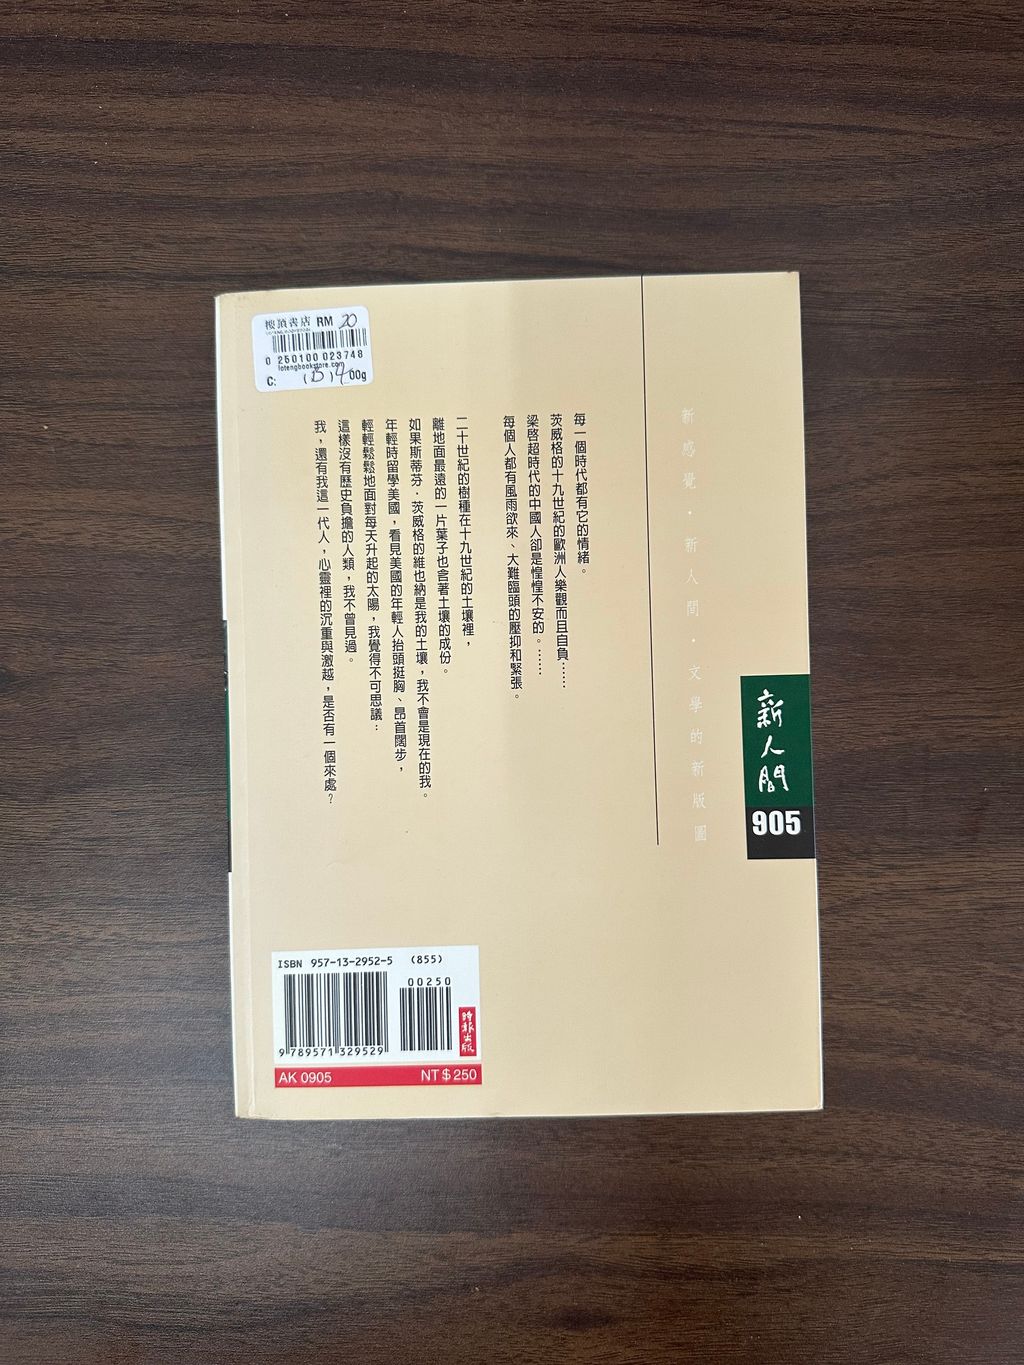 樓頂書店 RM 20
0 250100 023748
lotengbookstore.com
C: 00g
新感覺・新人間・文學的新版圖
新人間
905
每一個時代都有它的情緒。
茨威格的十九世紀的歐洲人樂觀而且自負……
梁啓超時代的中國人卻是惶惶不安的。……
每個人都有風雨欲來、大難臨頭的壓抑和緊張。
二十世紀的樹種在十九世紀的土壤裡，
離地面最遠的一片葉子也含著土壤的成份。
如果斯蒂芬．茨威格的維也納是我的土壤，我不會是現在的我。
年輕時留學美國，看見美國的年輕人抬頭挺胸、昂首闊步，
輕輕鬆鬆地面對每天升起的太陽，我覺得不可思議：
這樣沒有歷史負擔的人類，我不曾見過。
我，還有我這一代人，心靈裡的沉重與激越，是否有一個來處？
ISBN 957-13-2952-5 (855)
00250
9 789571 329529
時報出版
AK 0905 NT$250